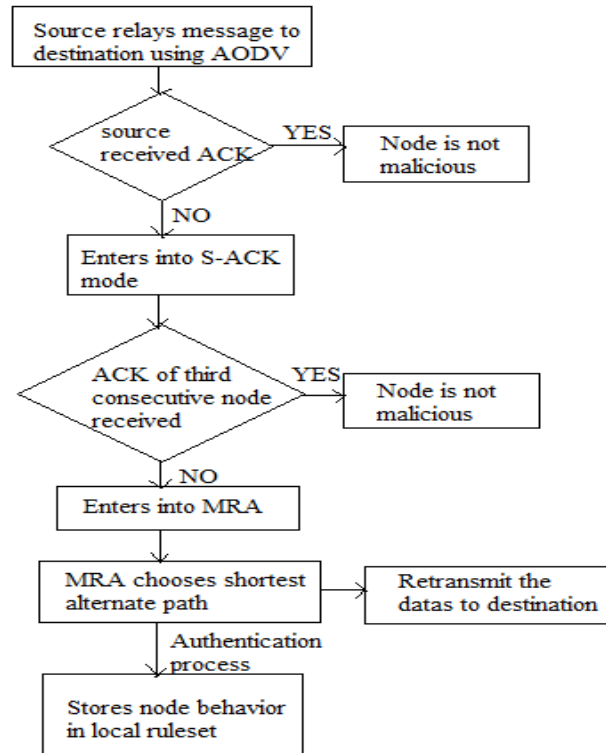 Source relays message to
destination using AODV
source
received ACK
YES
Node is not
malicious
NO
Enters into S-ACK
mode
ACK of third
consecutive node
received
YES
Node is not
malicious
NO
Enters into MRA
MRA chooses shortest
alternate path
Retransmit the
datas to destination
Authentication
process
Stores node behavior
in local ruleset